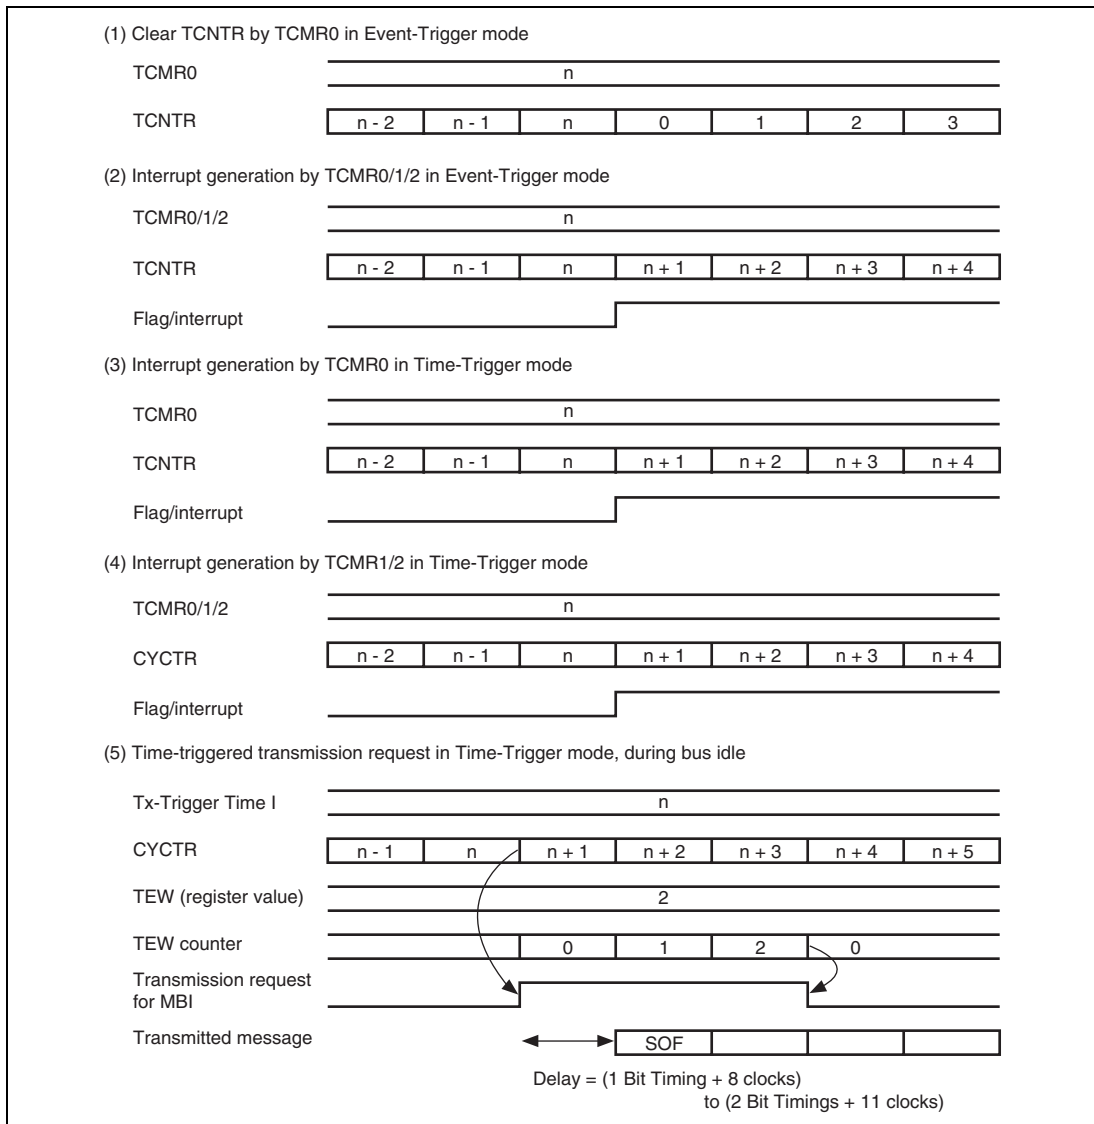 (1) Clear TCNTR by TCMR0 in Event-Trigger mode
TCMR0 n
TCNTR n - 2 n - 1 n 0 1 2 3
(2) Interrupt generation by TCMR0/1/2 in Event-Trigger mode
TCMR0/1/2 n
TCNTR n - 2 n - 1 n n + 1 n + 2 n + 3 n + 4
Flag/interrupt
(3) Interrupt generation by TCMR0 in Time-Trigger mode
TCMR0 n
TCNTR n - 2 n - 1 n n + 1 n + 2 n + 3 n + 4
Flag/interrupt
(4) Interrupt generation by TCMR1/2 in Time-Trigger mode
TCMR0/1/2 n
CYCTR n - 2 n - 1 n n + 1 n + 2 n + 3 n + 4
Flag/interrupt
(5) Time-triggered transmission request in Time-Trigger mode, during bus idle
Tx-Trigger Time I n
CYCTR n - 1 n n + 1 n + 2 n + 3 n + 4 n + 5
TEW (register value) 2
TEW counter 0 1 2 0
Transmission request
for MBI
Transmitted message SOF
Delay = (1 Bit Timing + 8 clocks)
to (2 Bit Timings + 11 clocks)